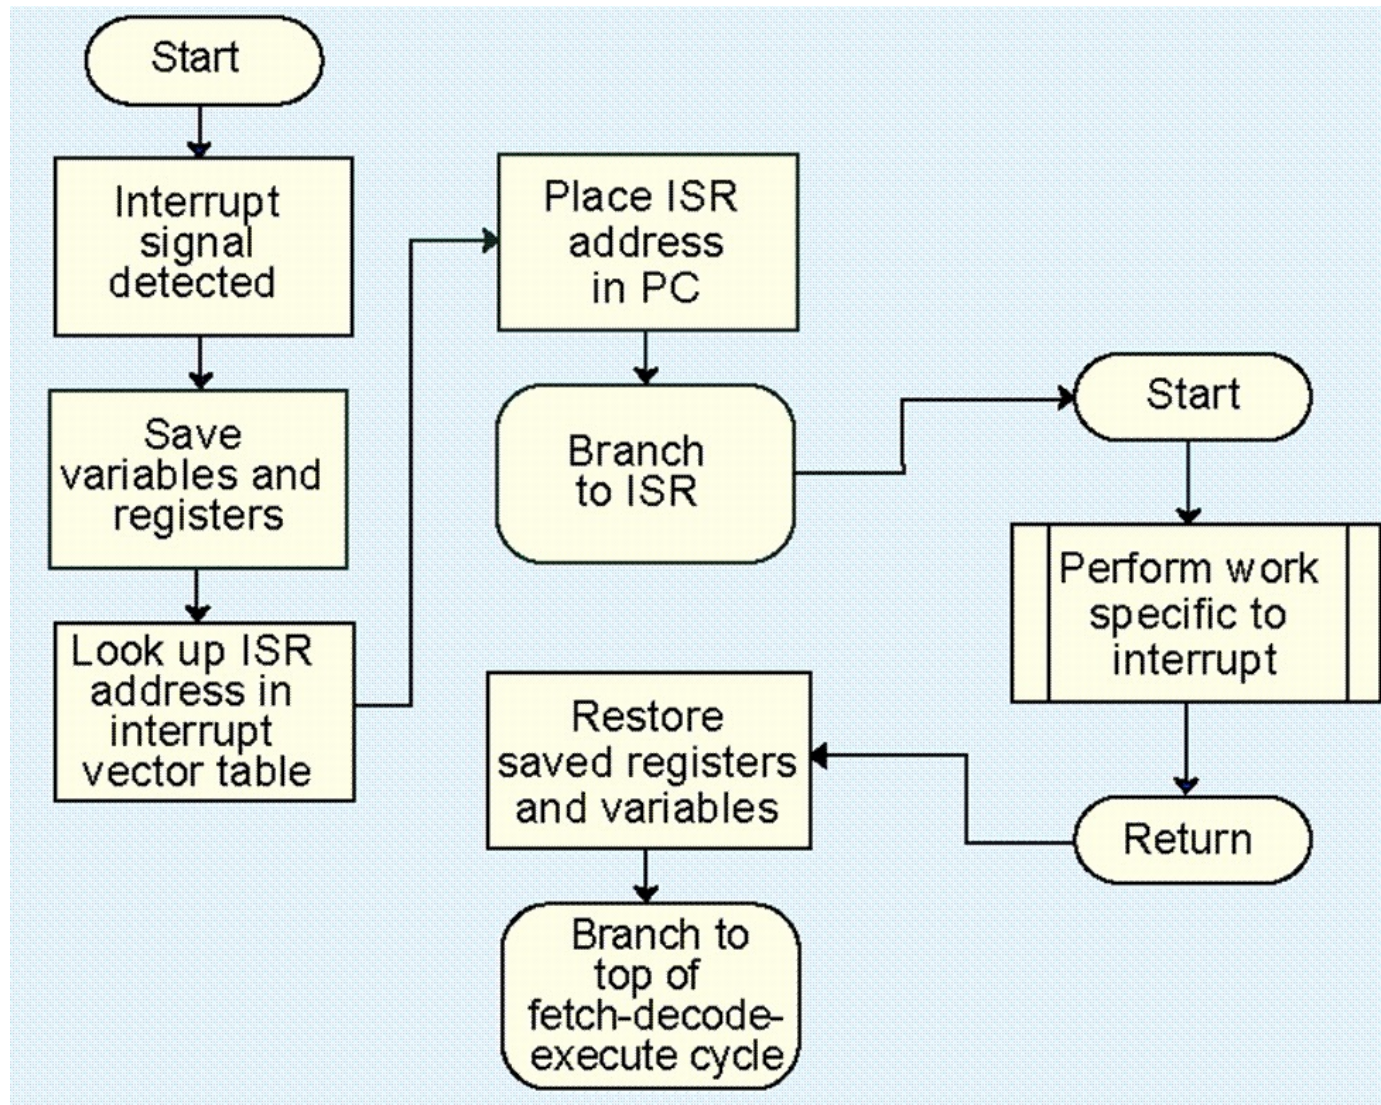 Start
Interrupt
signal
detected
Save
variables and
registers
Look up ISR
address in
interrupt
vector table
Place ISR
address
in PC
Branch
to ISR
Start
Perform work
specific to
interrupt
Return
Restore
saved registers
and variables
Branch to
top of
fetch-decode-
execute cycle